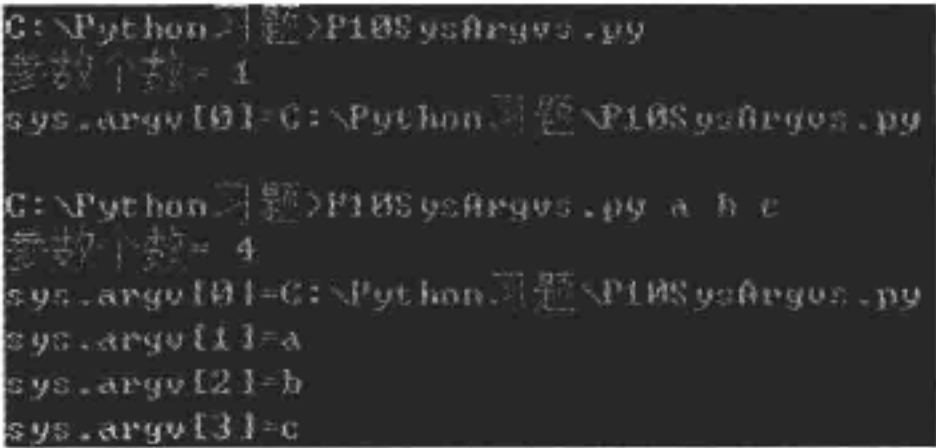 C:\Python习题>P10SysArgvs.py
参数个数= 1
sys.argv[0]=C:\Python习题\P10SysArgvs.py
C:\Python习题>P10SysArgvs.py a b c
参数个数= 4
sys.argv[0]=C:\Python习题\P10SysArgvs.py
sys.argv[1]=a
sys.argv[2]=b
sys.argv[3]=c